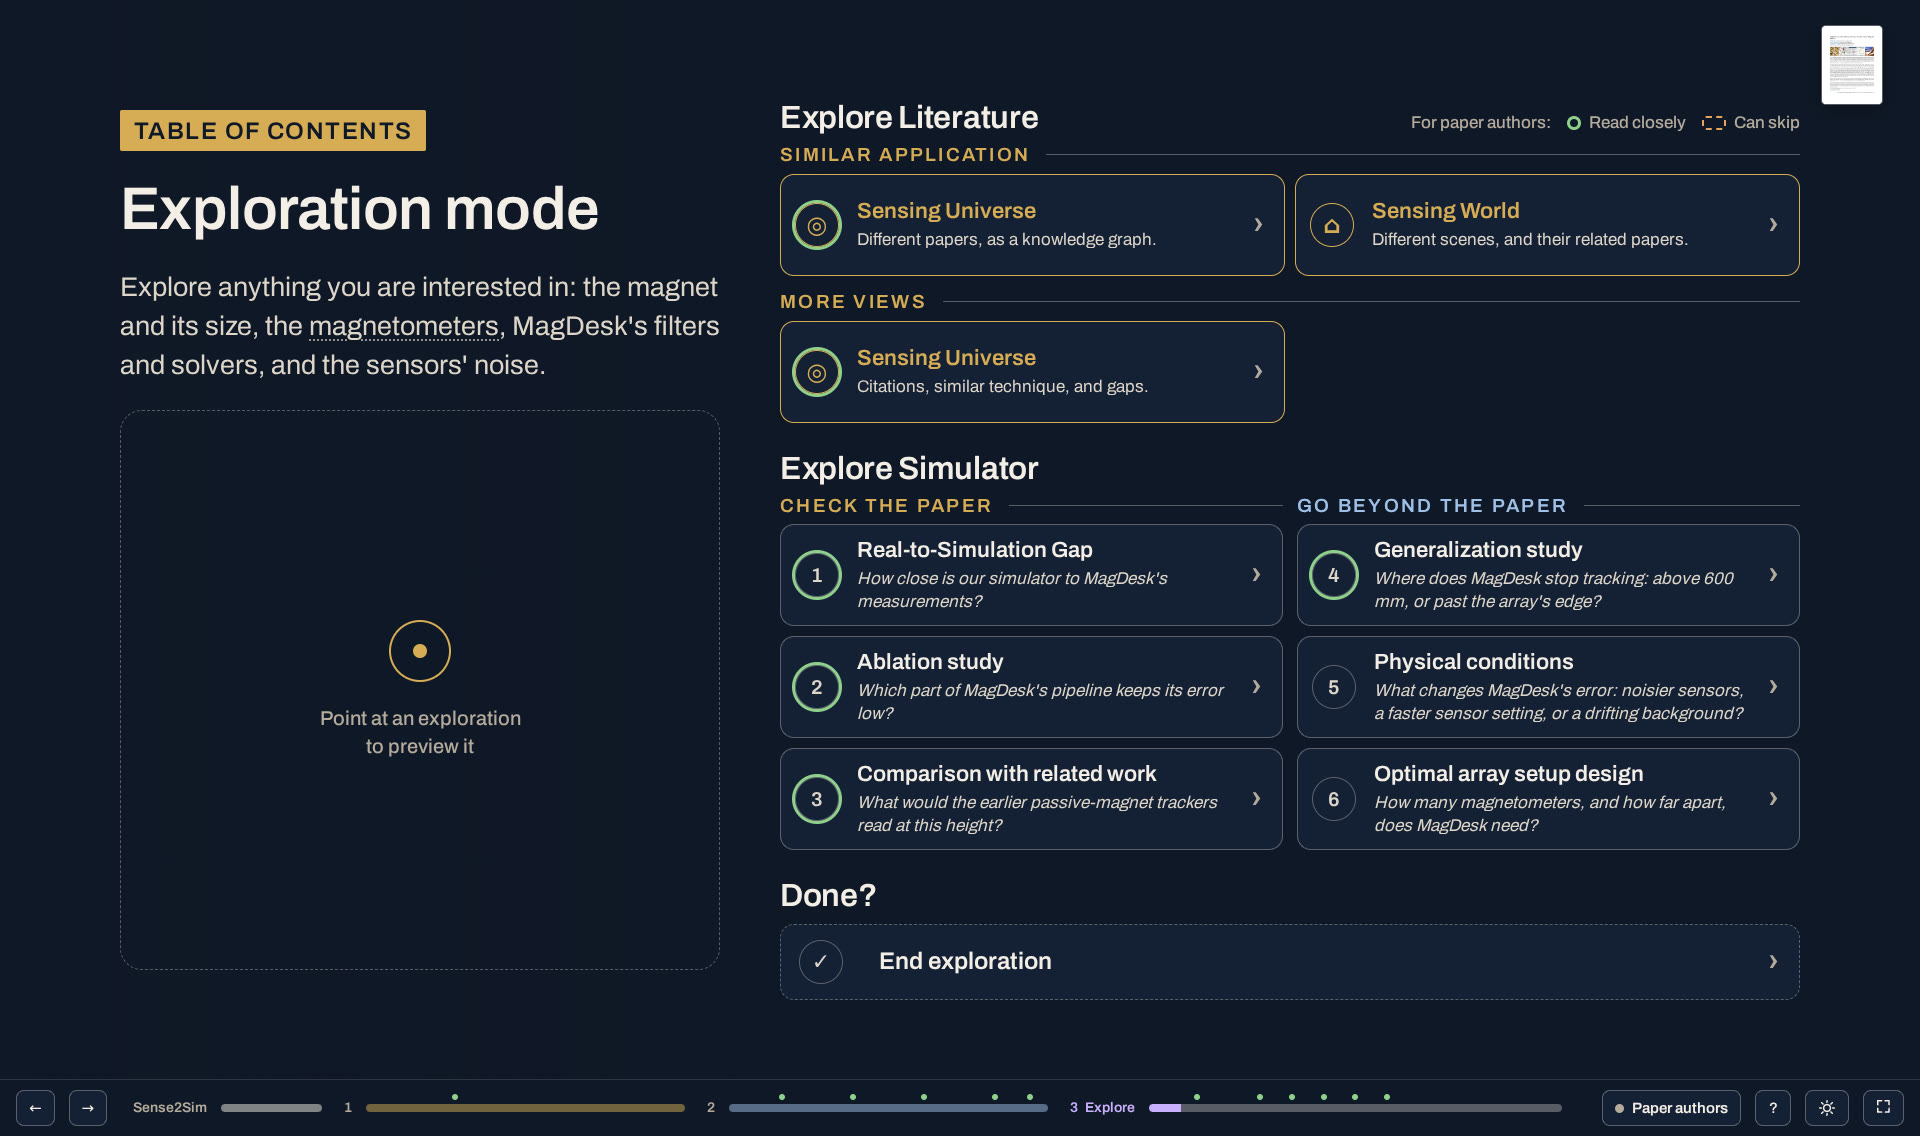 TABLE OF CONTENTS
Exploration mode
Explore anything you are interested in: the magnet
and its size, the magnetometers, MagDesk's filters
and solvers, and the sensors' noise.
Point at an exploration
to preview it
Explore Literature
For paper authors: Read closely Can skip
SIMILAR APPLICATION
Sensing Universe
Different papers, as a knowledge graph.
Sensing World
Different scenes, and their related papers.
MORE VIEWS
Sensing Universe
Citations, similar technique, and gaps.
Explore Simulator
CHECK THE PAPER
1
Real-to-Simulation Gap
How close is our simulator to MagDesk's
measurements?
2
Ablation study
Which part of MagDesk's pipeline keeps its error
low?
3
Comparison with related work
What would the earlier passive-magnet trackers
read at this height?
GO BEYOND THE PAPER
4
Generalization study
Where does MagDesk stop tracking: above 600
mm, or past the array's edge?
5
Physical conditions
What changes MagDesk's error: noisier sensors,
a faster sensor setting, or a drifting background?
6
Optimal array setup design
How many magnetometers, and how far apart,
does MagDesk need?
Done?
✓ End exploration
← → Sense2Sim 1 2 3 Explore Paper authors ?